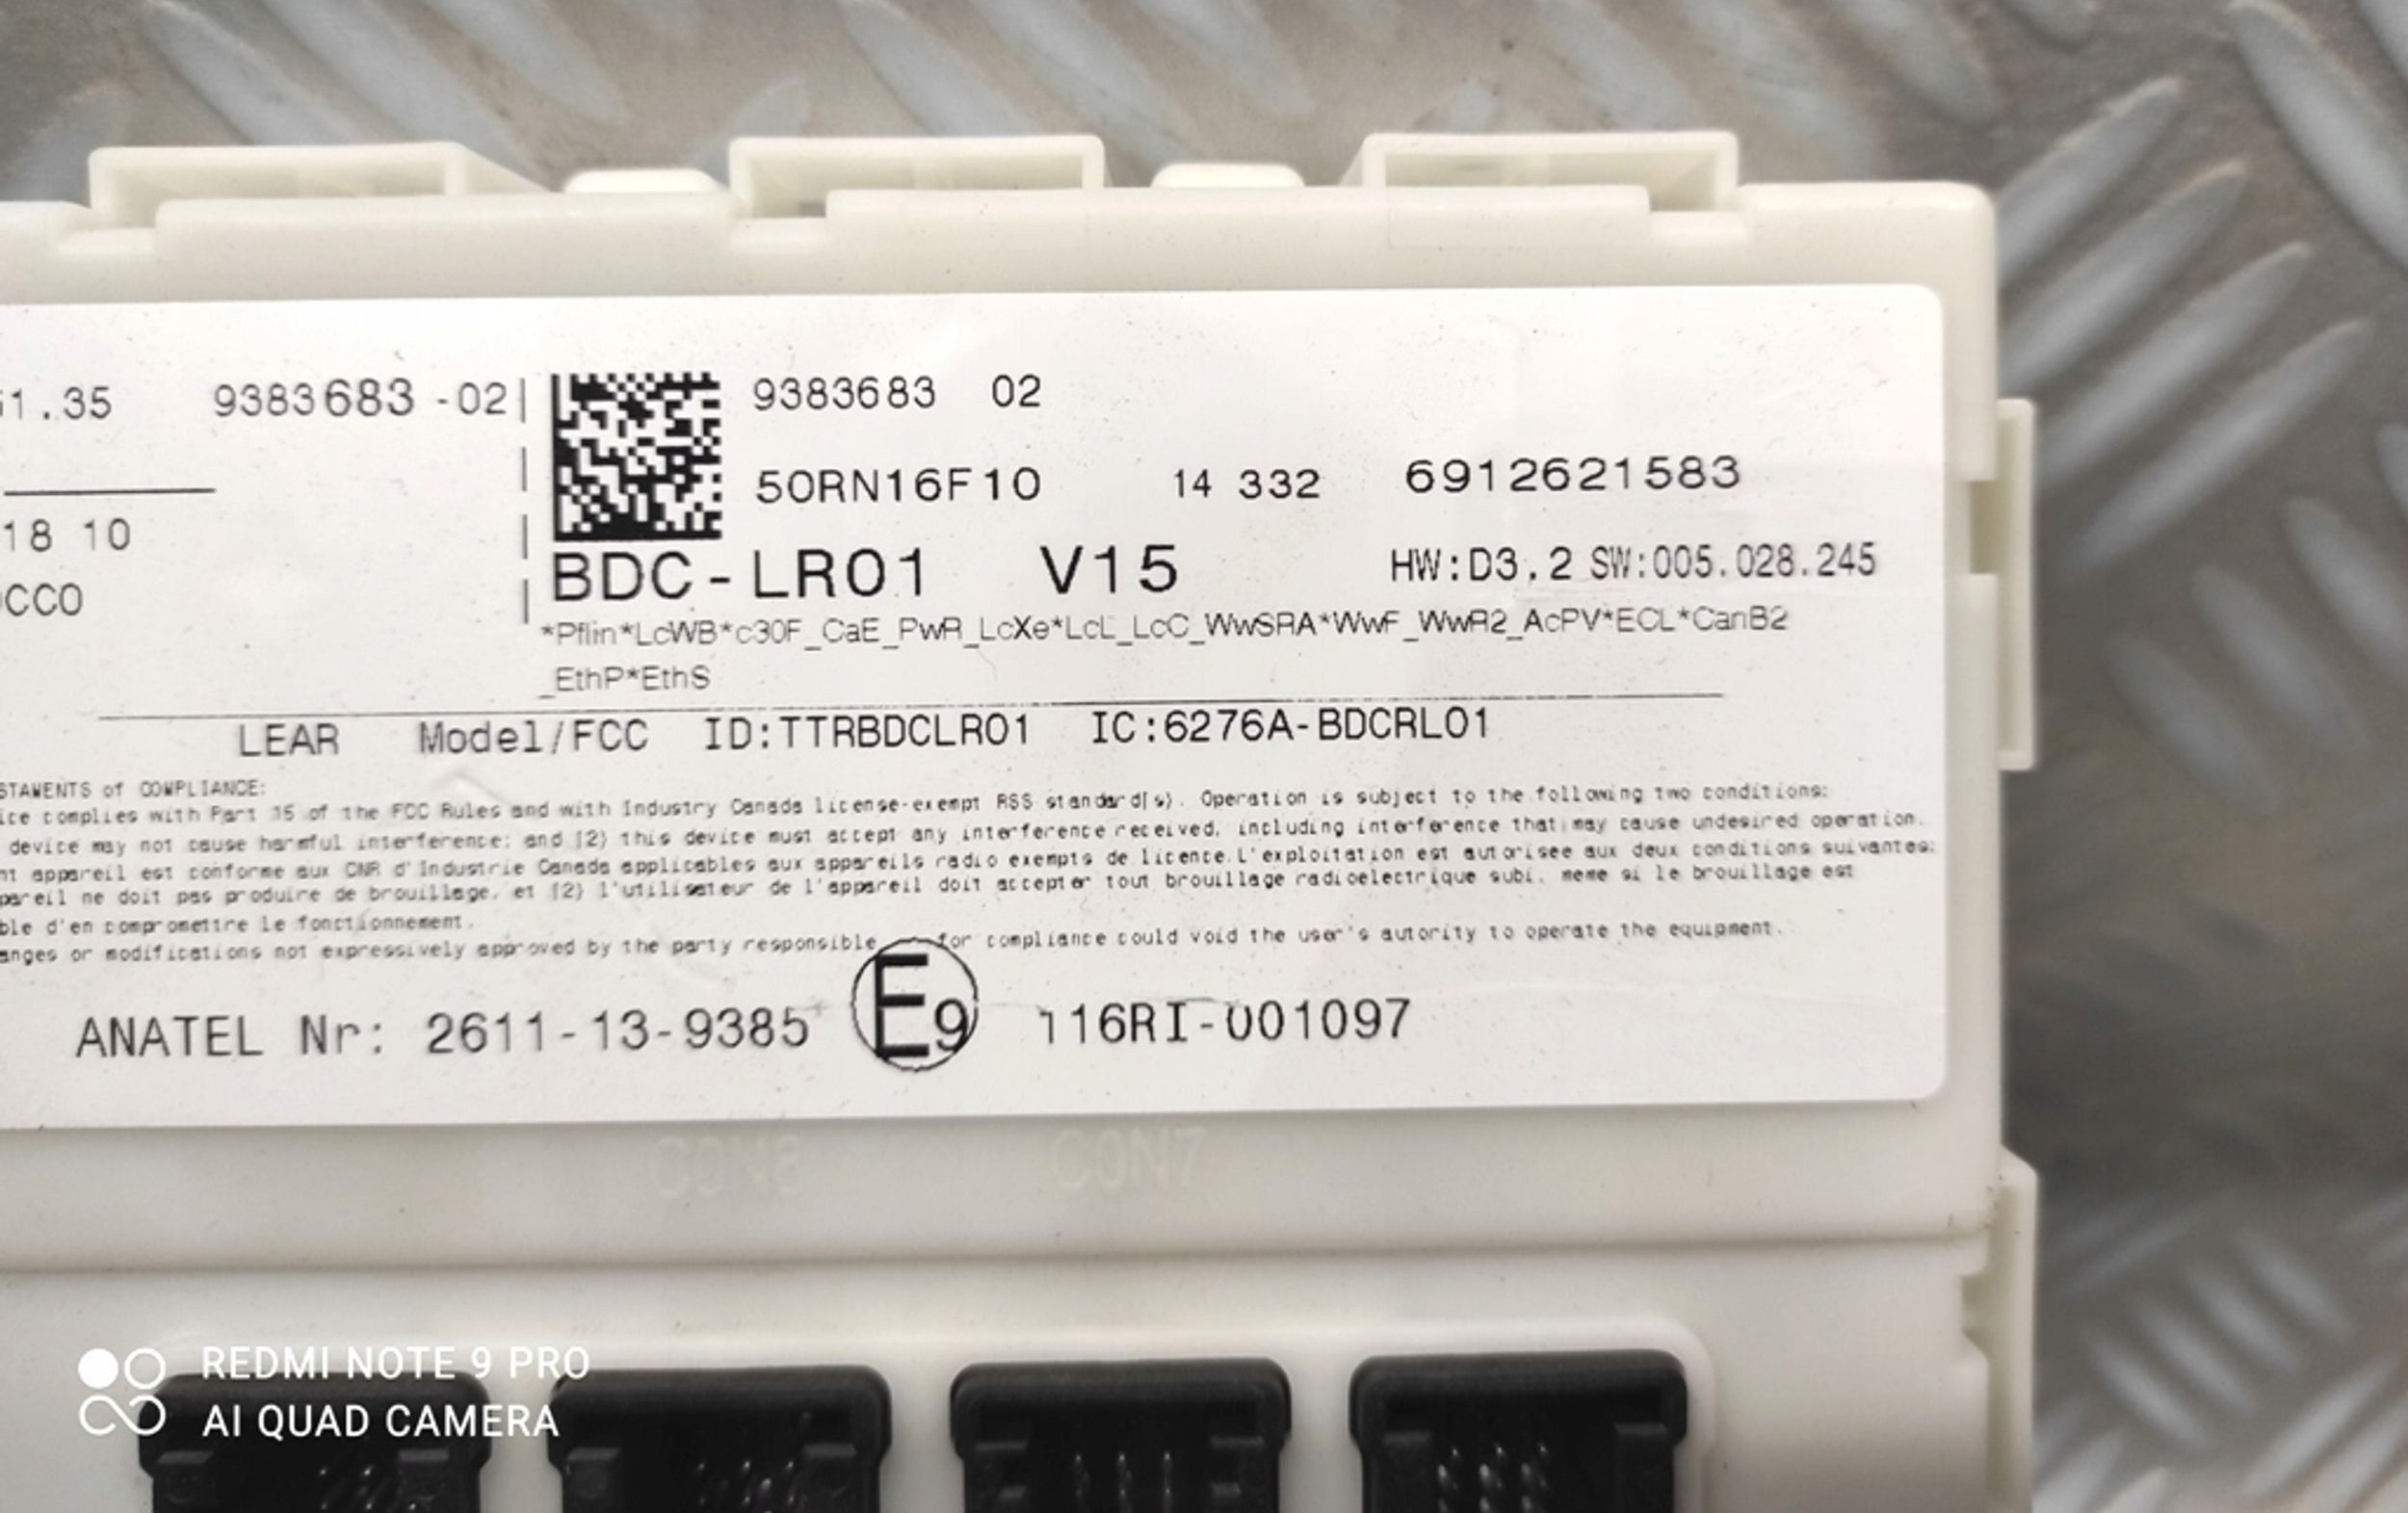 51.35 9383683 -02 9383683 02
50RN16F10 14 332 6912621583
18 10
BDC-LR01 V15 HW:D3.2 SW:005.028.245
OCCO
*Pflin*LcWB*c30F_CaE_PwR_LcXe*LcL_LcC_WwSRA*WwF_WwR2_AcPV*ECL*CanB2
_EthP*EthS
LEAR Model/FCC ID:TTRBDCLR01 IC:6276A-BDCRL01
STAMENTS of COMPLIANCE:
ice complies with Part 15 of the FCC Rules and with Industry Canada license-exempt RSS standard(s). Operation is subject to the following two conditions:
device may not cause harmful interference; and (2) this device must accept any interference received, including interference that may cause undesired operation.
nt appareil est conforme aux CNR d'Industrie Canada applicables aux appareils radio exempts de licence. L'exploitation est autorisee aux deux conditions suivantes:
pareil ne doit pas produire de brouillage, et (2) l'utilisateur de l'appareil doit accepter tout brouillage radioelectrique subi, meme si le brouillage est
ble d'en compromettre le fonctionnement.
anges or modifications not expressively approved by the party responsible for compliance could void the user's autority to operate the equipment.
ANATEL Nr: 2611-13-9385 E9 116RI-001097
CON8 CON7
REDMI NOTE 9 PRO
AI QUAD CAMERA